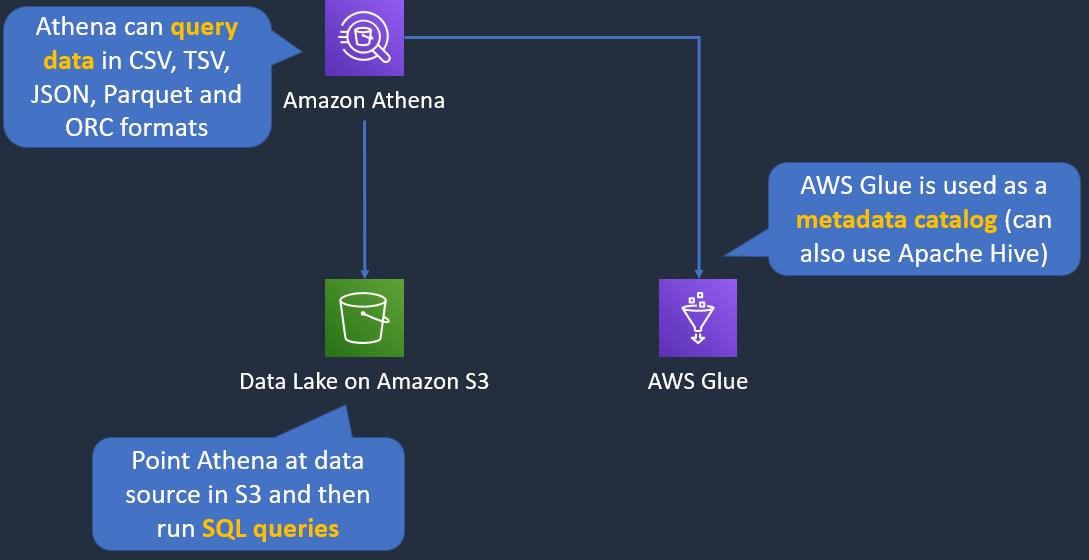 Athena can query
data in CSV, TSV,
JSON, Parquet and
ORC formats
Amazon Athena
AWS Glue is used as a
metadata catalog (can
also use Apache Hive)
Data Lake on Amazon S3
AWS Glue
Point Athena at data
source in S3 and then
run SQL queries